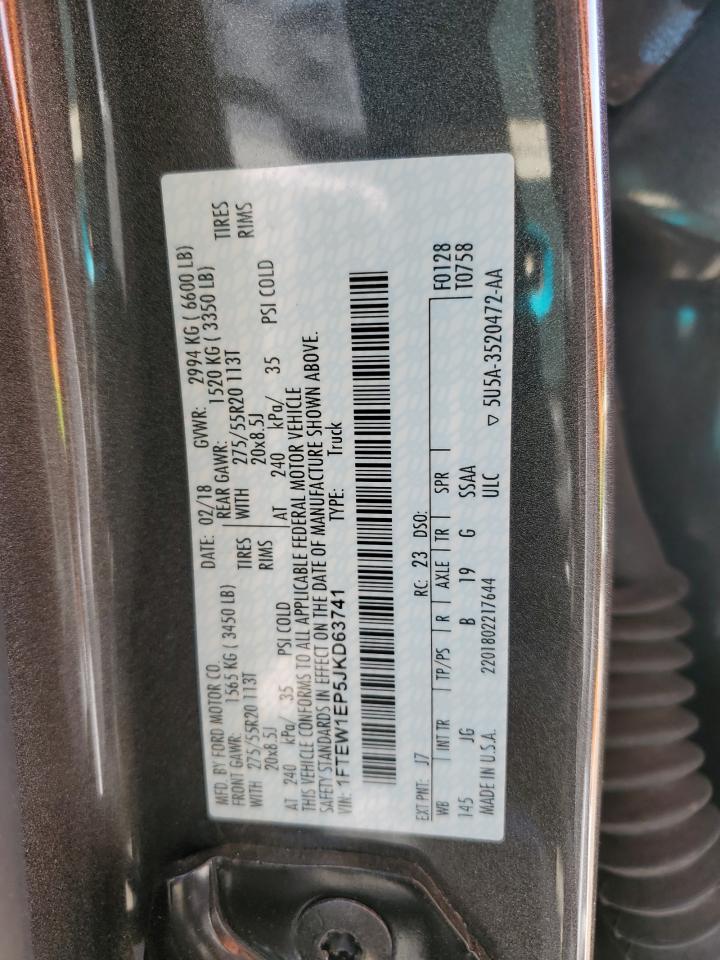 MFD. BY FORD MOTOR CO.
DATE: 02/18 GVWR: 2994 KG ( 6600 LB)
FRONT GAWR: 1565 KG ( 3450 LB) REAR GAWR: 1520 KG ( 3350 LB)
WITH 275/55R20 113T TIRES WITH 275/55R20 113T TIRES
20x8.5J RIMS 20x8.5J RIMS
AT 240 kPa/ 35 PSI COLD AT 240 kPa/ 35 PSI COLD
THIS VEHICLE CONFORMS TO ALL APPLICABLE FEDERAL MOTOR VEHICLE
SAFETY STANDARDS IN EFFECT ON THE DATE OF MANUFACTURE SHOWN ABOVE.
VIN: 1FTEW1EP5JKD63741 TYPE: Truck
EXT PNT: J7 RC: 23 DSO: F0128
WB INT TR TP/PS R AXLE TR SPR T0758
145 JG B 19 G SSAA
MADE IN U.S.A. 2201802217644 ULC ▽ 5U5A-3520472-AA